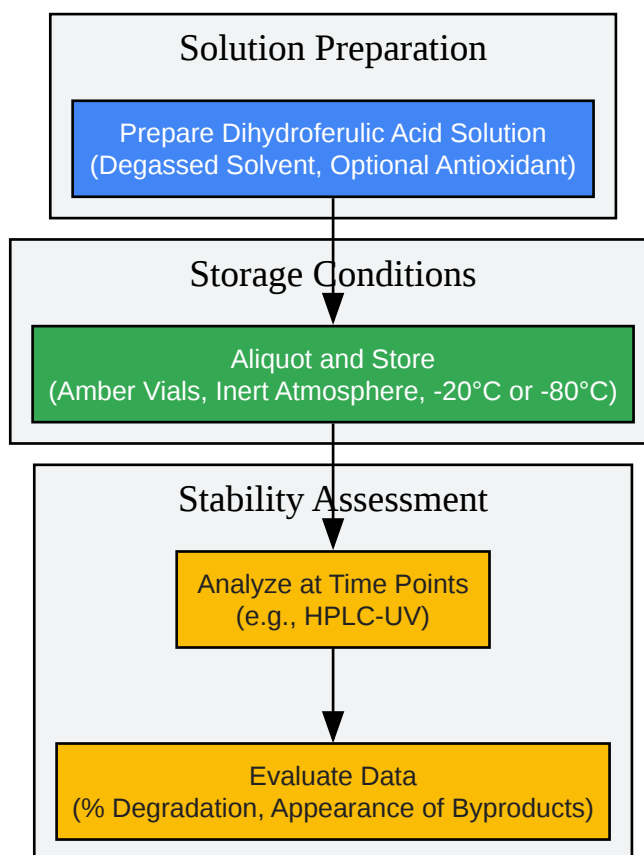 Solution Preparation
Prepare Dihydroferulic Acid Solution
(Degassed Solvent, Optional Antioxidant)
Storage Conditions
Aliquot and Store
(Amber Vials, Inert Atmosphere, -20°C or -80°C)
Stability Assessment
Analyze at Time Points
(e.g., HPLC-UV)
Evaluate Data
(% Degradation, Appearance of Byproducts)